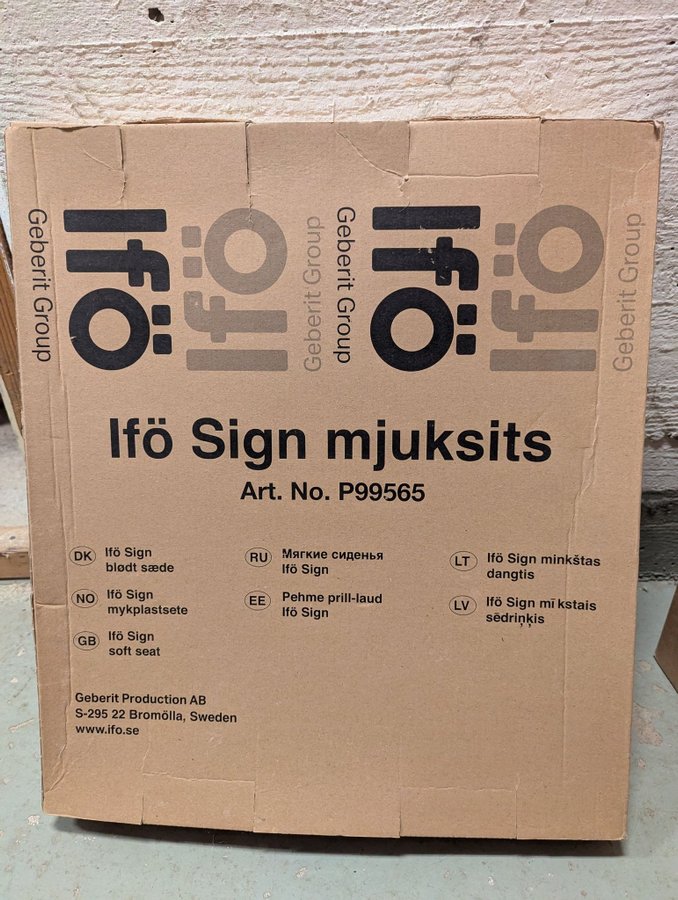 Geberit Group
Ifö
Ifö
Geberit Group
Geberit Group
Ifö
Ifö
Geberit Group
Ifö Sign mjuksits
Art. No. P99565
DK Ifö Sign
blødt sæde
NO Ifö Sign
mykplastsete
GB Ifö Sign
soft seat
RU Мягкие сиденья
Ifö Sign
EE Pehme prill-laud
Ifö Sign
LT Ifö Sign minkštas
dangtis
LV Ifö Sign mī kstais
sēdriņķis
Geberit Production AB
S-295 22 Bromölla, Sweden
www.ifo.se